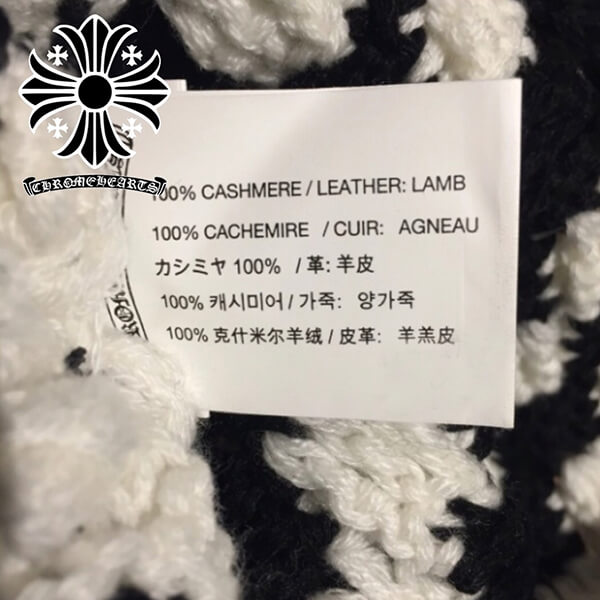 CHROMEHEARTS
100% CASHMERE / LEATHER: LAMB
100% CACHEMIRE / CUIR: AGNEAU
カシミヤ 100% / 革: 羊皮
100% 캐시미어 / 가죽: 양가죽
100% 克什米尔羊绒 / 皮革: 羊羔皮